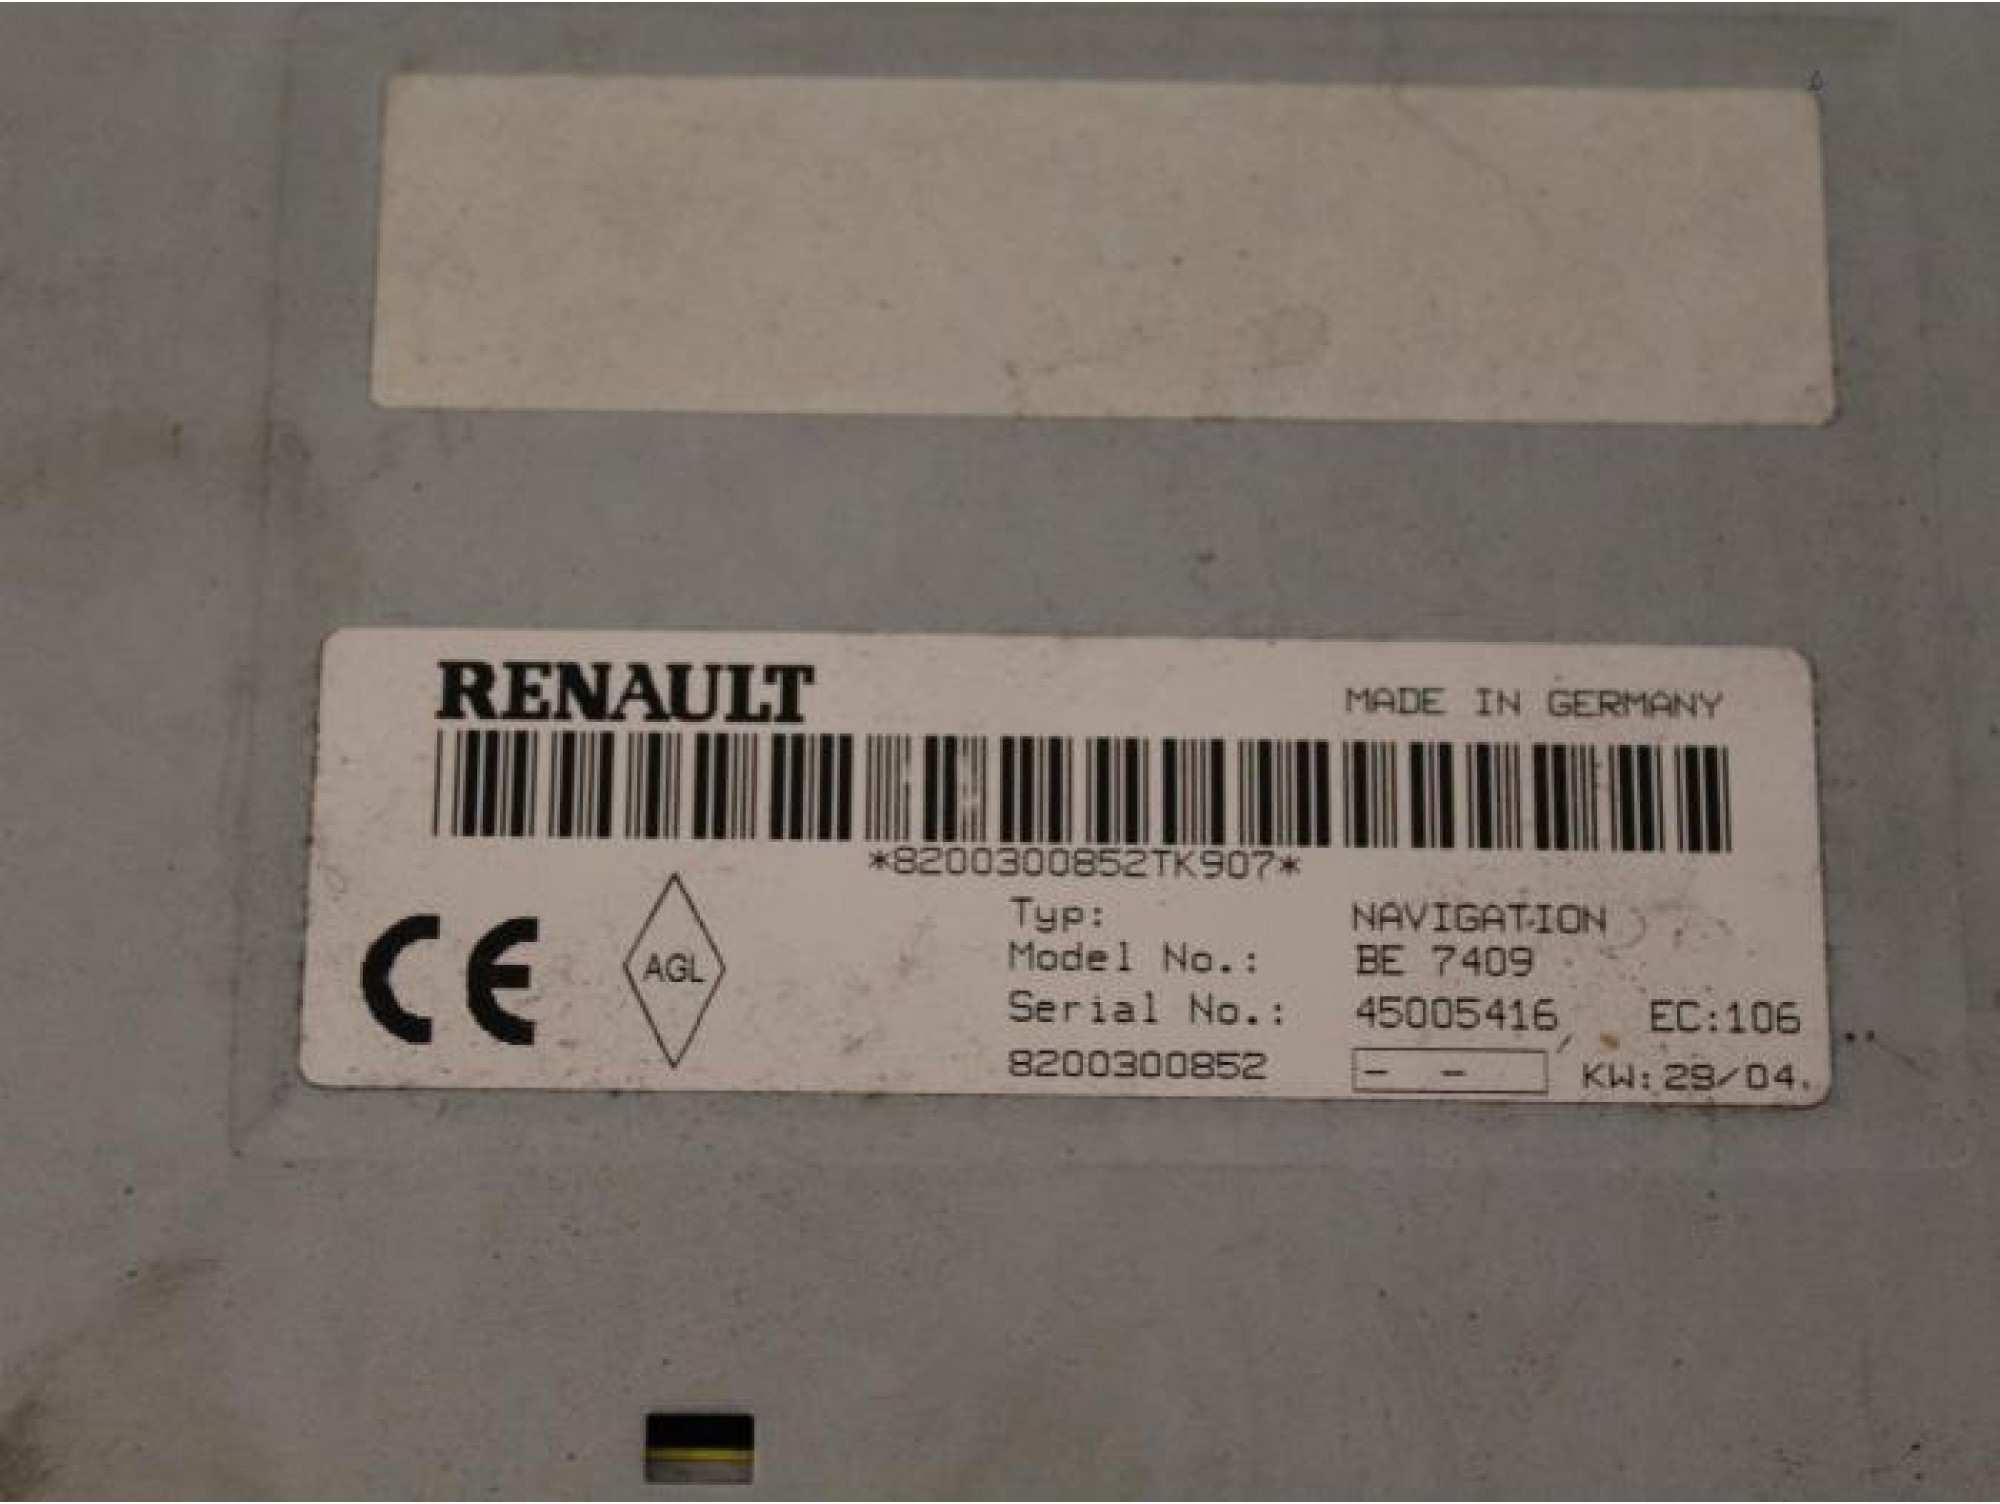 RENAULT
MADE IN GERMANY
*8200300852TK907*
CE
AGL
Typ: NAVIGATION
Model No.: BE 7409
Serial No.: 45005416 EC:106
8200300852 - - KW: 29/04